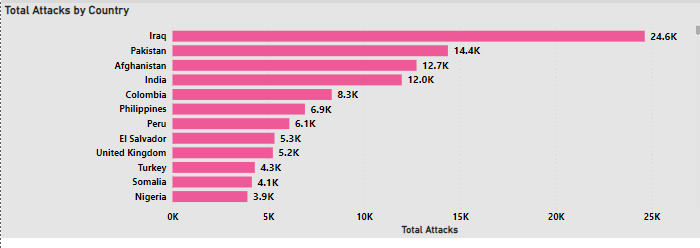 Total Attacks by Country
Iraq 24.6K
Pakistan 14.4K
Afghanistan 12.7K
India 12.0K
Colombia 8.3K
Philippines 6.9K
Peru 6.1K
El Salvador 5.3K
United Kingdom 5.2K
Turkey 4.3K
Somalia 4.1K
Nigeria 3.9K
0K 5K 10K 15K 20K 25K
Total Attacks